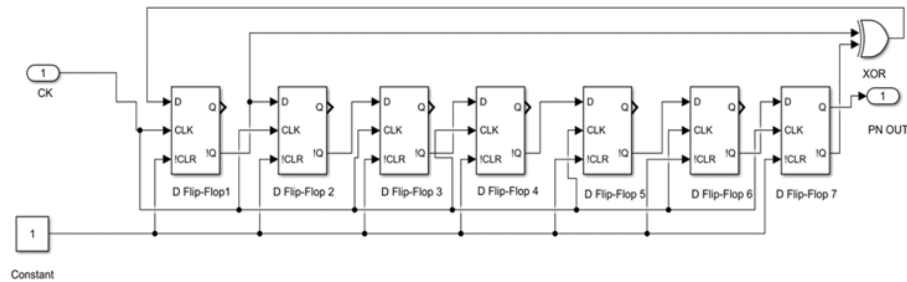 1
CK
D
Q
CLK
!Q
!CLR
D Flip-Flop1
D
Q
CLK
!Q
!CLR
D Flip-Flop 2
D
Q
CLK
!Q
!CLR
D Flip-Flop 3
D
Q
CLK
!Q
!CLR
D Flip-Flop 4
D
Q
CLK
!Q
!CLR
D Flip-Flop 5
D
Q
CLK
!Q
!CLR
D Flip-Flop 6
D
Q
CLK
!Q
!CLR
D Flip-Flop 7
XOR
1
PN OUT
1
Constant